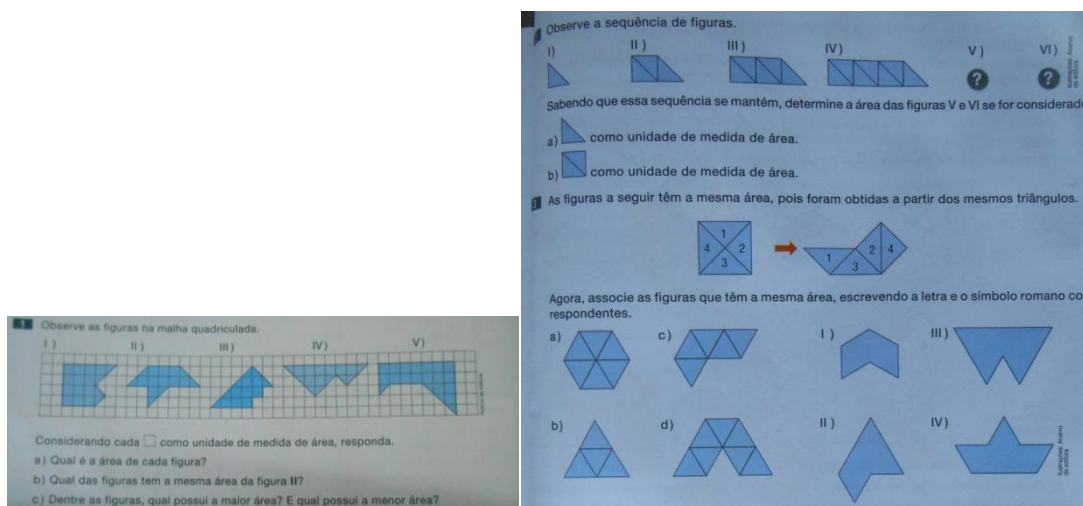 1 Observe as figuras na malha quadriculada.
I ) II ) III ) IV) V )
Considerando cada como unidade de medida de área, responda.
a) Qual é a área de cada figura?
b) Qual das figuras tem a mesma área da figura II?
c) Dentre as figuras, qual possui a maior área? E qual possui a menor área?
Observe a sequência de figuras.
I) II ) III ) IV) V ) VI )
? ?
Sabendo que essa sequência se mantém, determine a área das figuras V e VI se for
a) como unidade de medida de área.
b) como unidade de medida de área.
As figuras a seguir têm a mesma área, pois foram obtidas a partir dos mesmos triângulos.
1
4 2
3
1 3 2 4
Agora, associe as figuras que têm a mesma área, escrevendo a letra e o símbolo romano co
respondentes.
a) c) I ) III )
b) d) II ) IV)
Ilustrações: Acervo
da editora